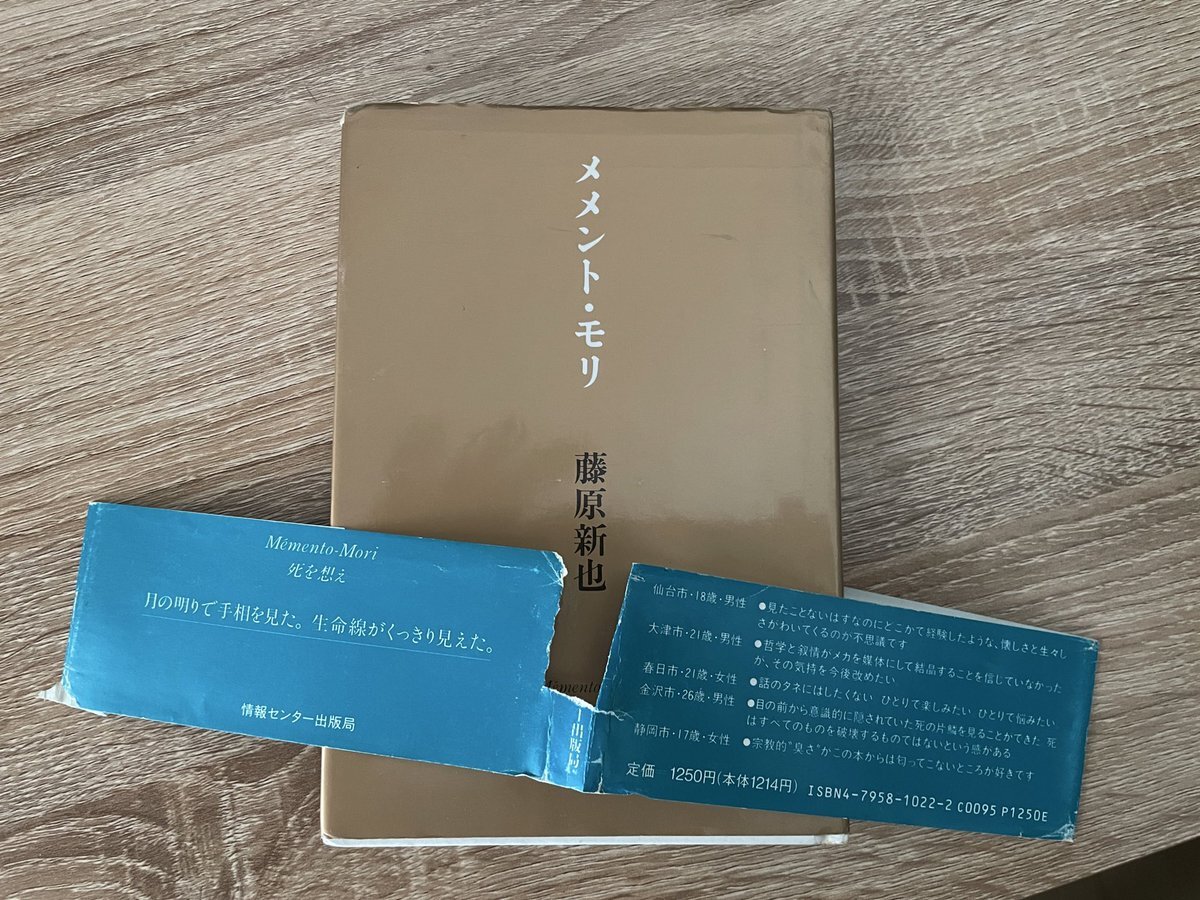 メメント・モリ
藤原新也
Mémento
Mémento-Mori
死を想え
月の明りで手相を見た。生命線がくっきり見えた。
情報センター出版局
ー出版局
仙台市・18歳・男性 ●見たことないはずなのにどこかで経験したような、懐しさと生々し
さがわいてくるのが不思議です
大津市・21歳・男性 ●哲学と叙情がメカを媒体にして結晶することを信じていなかった
か、その気持を今後改めたい
春日市・21歳・女性 ●話のタネにはしたくない ひとりで楽しみたい ひとりで悩みたい
金沢市・26歳・男性 ●目の前から意識的に隠されていた死の片鱗を見ることができた 死
はすべてのものを破壊するものではないという感がある
静岡市・17歳・女性 ●宗教的“臭さ”がこの本からは匂ってこないところが好きです
定価 1250円(本体1214円) ISBN4-7958-1022-2 C0095 P1250E